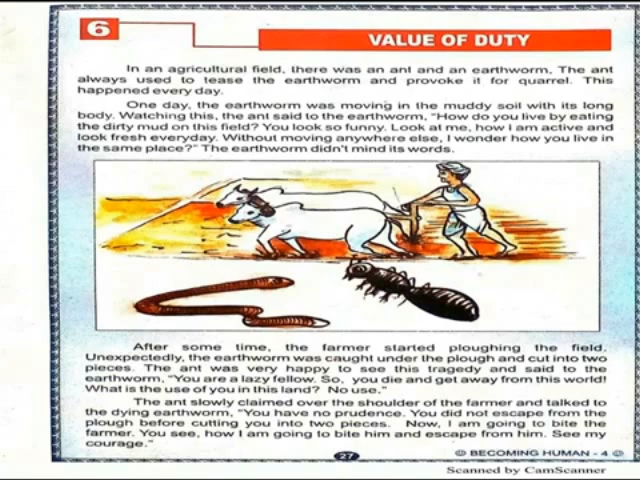 6
VALUE OF DUTY
In an agricultural field, there was an ant and an earthworm. The ant
always used to tease the earthworm and provoke it for quarrel. This
happened every day.
One day, the earthworm was moving in the muddy soil with its long
body. Watching this, the ant said to the earthworm, "How do you live by eating
the dirty mud on this field? You look so funny. Look at me, how I am active and
look fresh everyday. Without moving anywhere else, I wonder how you live in
the same place?" The earthworm didn't mind its words.
After some time, the farmer started ploughing the field.
Unexpectedly, the earthworm was caught under the plough and cut into two
pieces. The ant was very happy to see this tragedy and said to the
earthworm, "You are a lazy fellow. So, you die and get away from this world!
What is the use of you in this land? No use."
The ant slowly claimed over the shoulder of the farmer and talked to
the dying earthworm, "You have no prudence. You did not escape from the
plough before cutting you into two pieces. Now, I am going to bite the
farmer. You see, how I am going to bite him and escape from him. See my
courage."
27
☺ BECOMING HUMAN - 4 ☺
Scanned by CamScanner